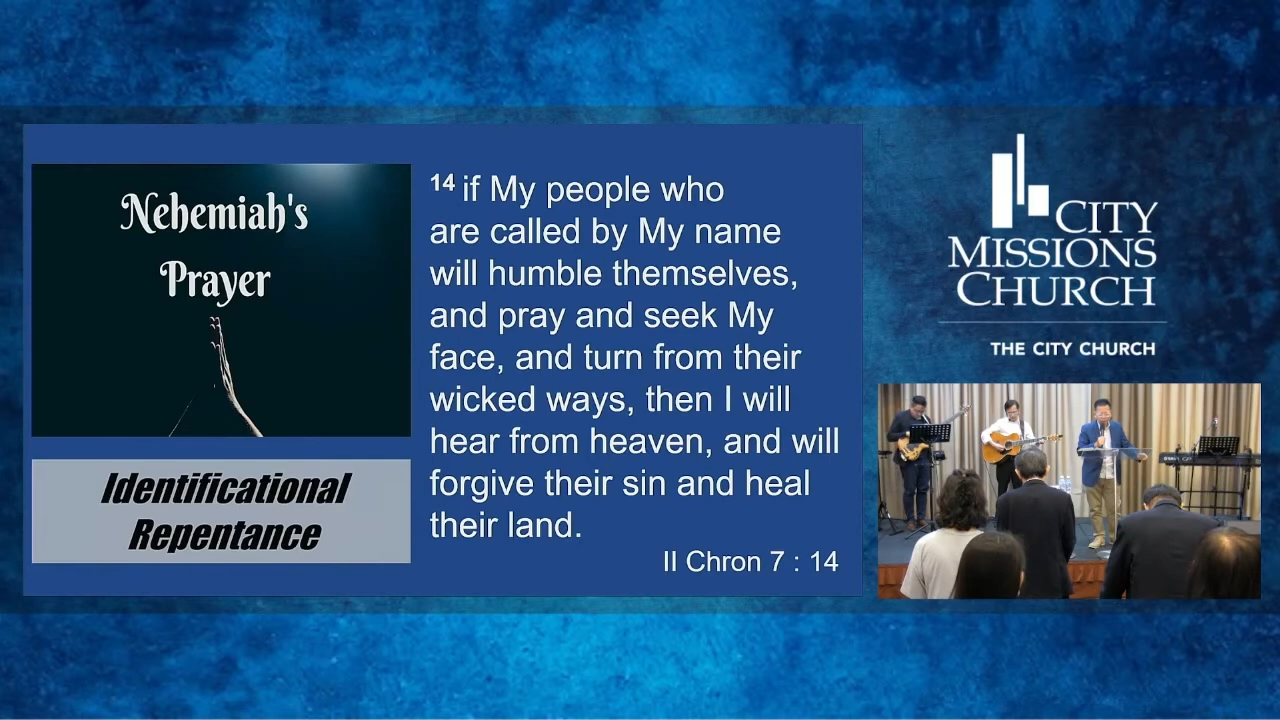 Nehemiah's
Prayer
Identificational
Repentance
14 if My people who
are called by My name
will humble themselves,
and pray and seek My
face, and turn from their
wicked ways, then I will
hear from heaven, and will
forgive their sin and heal
their land.
II Chron 7 : 14
CITY
MISSIONS
CHURCH
THE CITY CHURCH